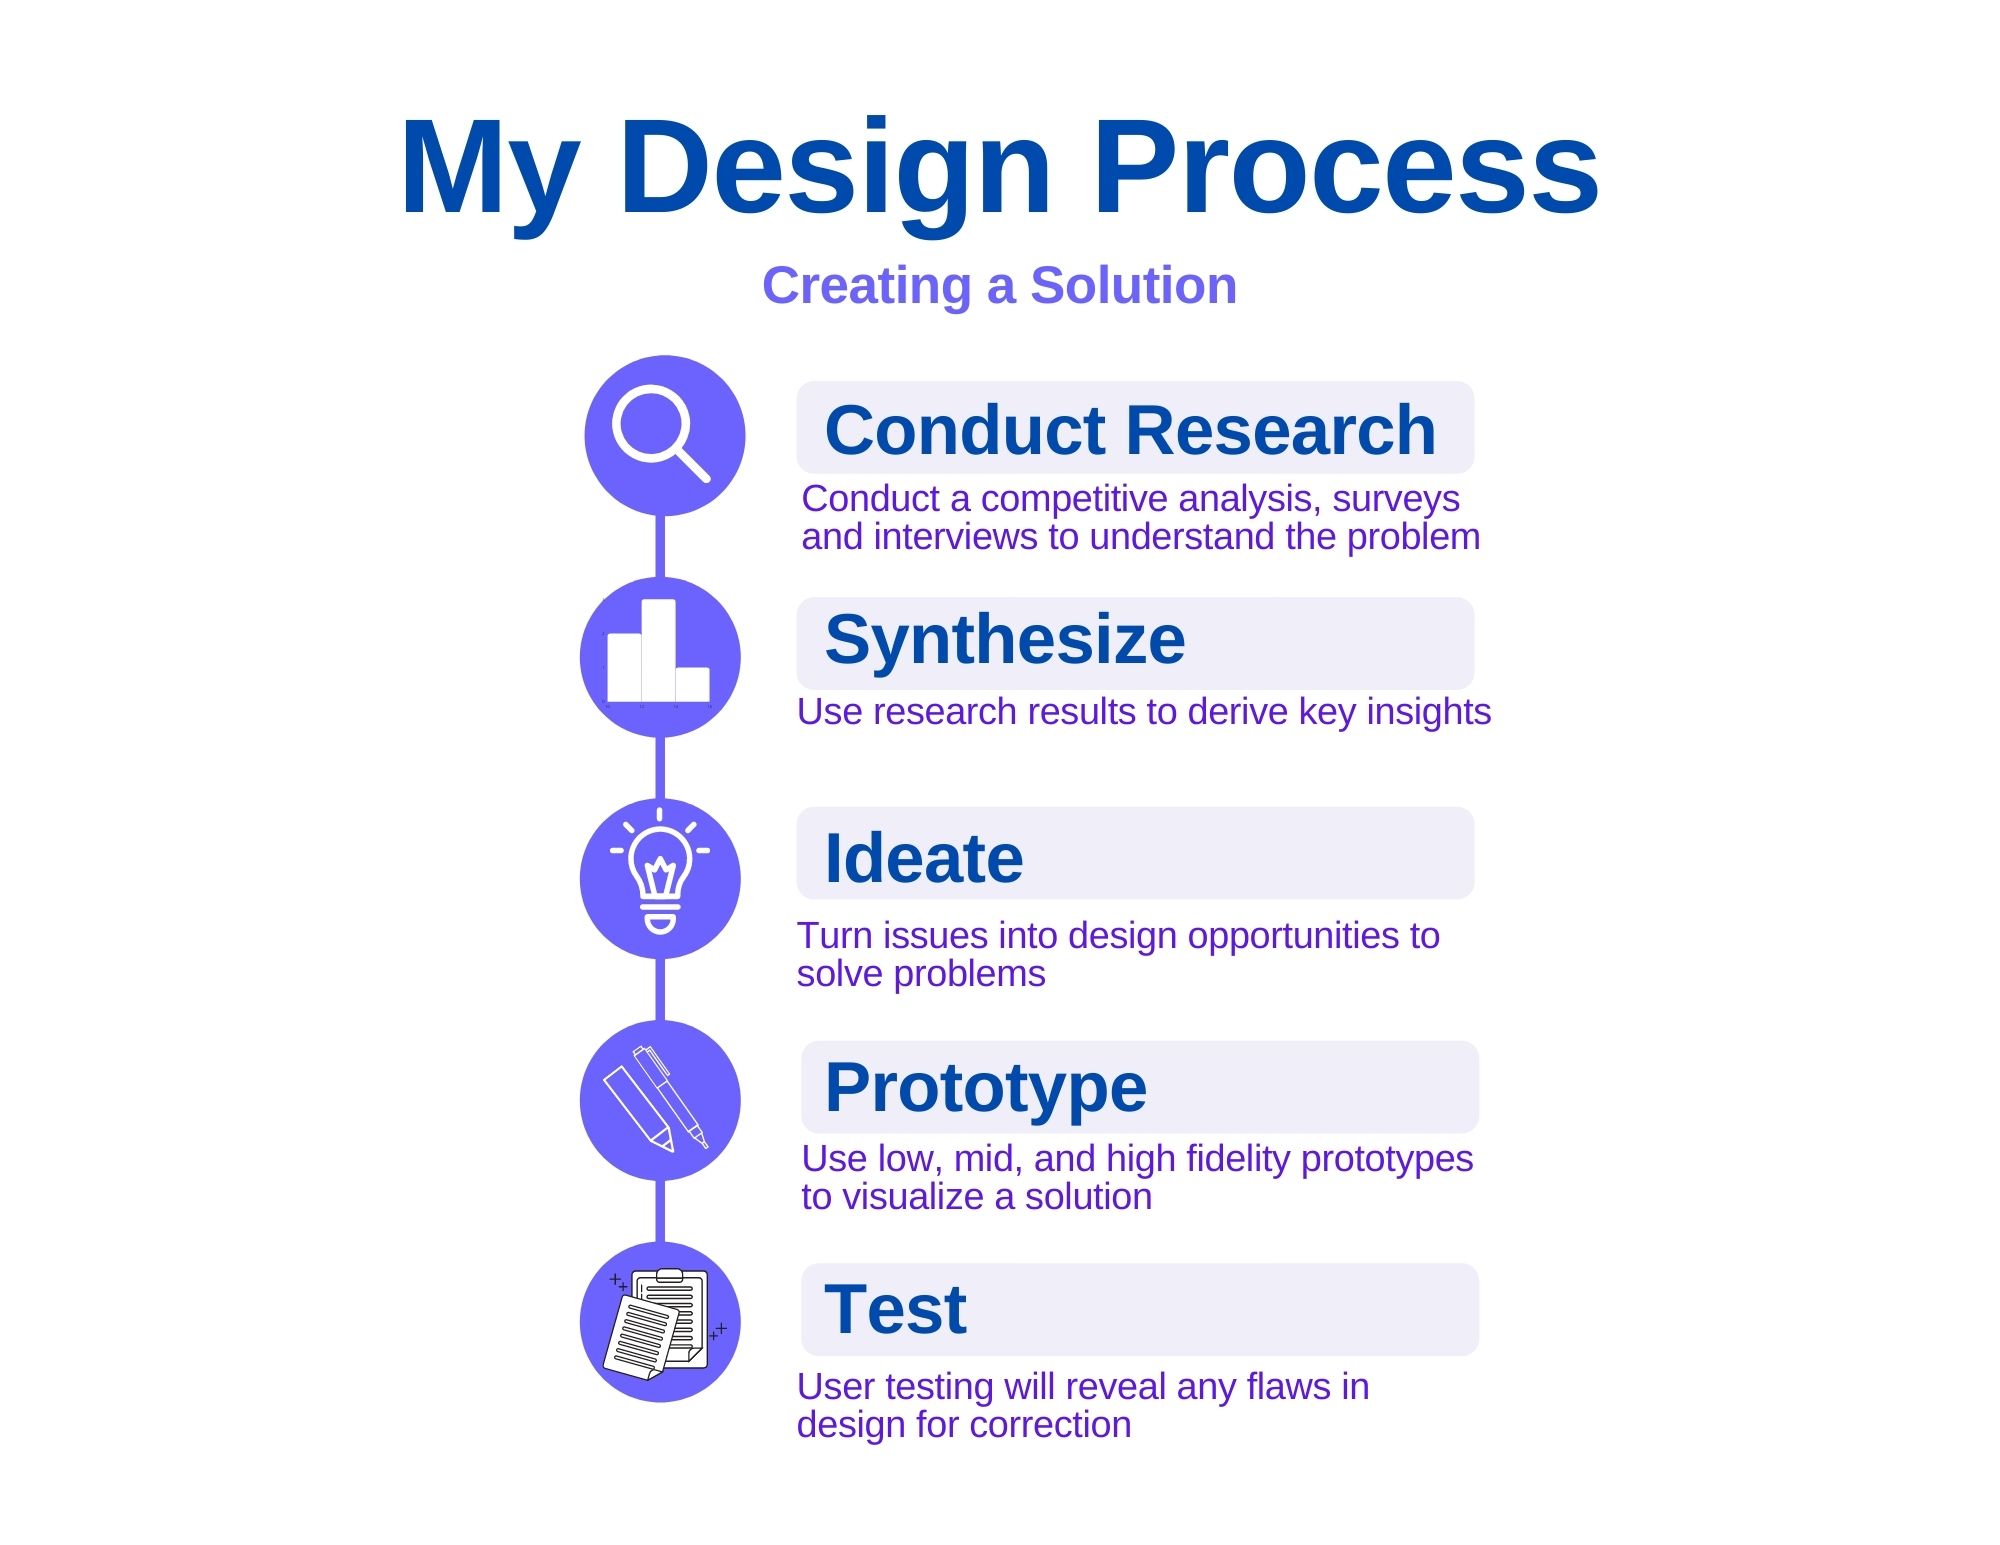 My Design Process
Creating a Solution
Conduct Research
Conduct a competitive analysis, surveys
and interviews to understand the problem
Synthesize
Use research results to derive key insights
Ideate
Turn issues into design opportunities to
solve problems
Prototype
Use low, mid, and high fidelity prototypes
to visualize a solution
Test
User testing will reveal any flaws in
design for correction